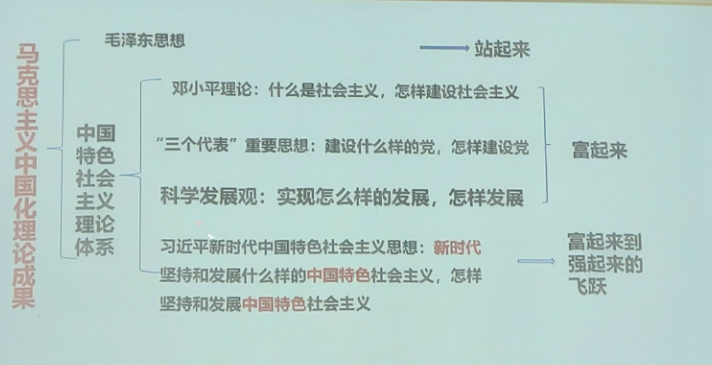 马克思主义中国化理论成果
毛泽东思想
站起来
中国
特色
社会
主义
理论
体系
邓小平理论：什么是社会主义，怎样建设社会主义
“三个代表”重要思想：建设什么样的党，怎样建设党
科学发展观：实现怎么样的发展，怎样发展
富起来
习近平新时代中国特色社会主义思想：新时代
坚持和发展什么样的中国特色社会主义，怎样
坚持和发展中国特色社会主义
富起来到
强起来的
飞跃